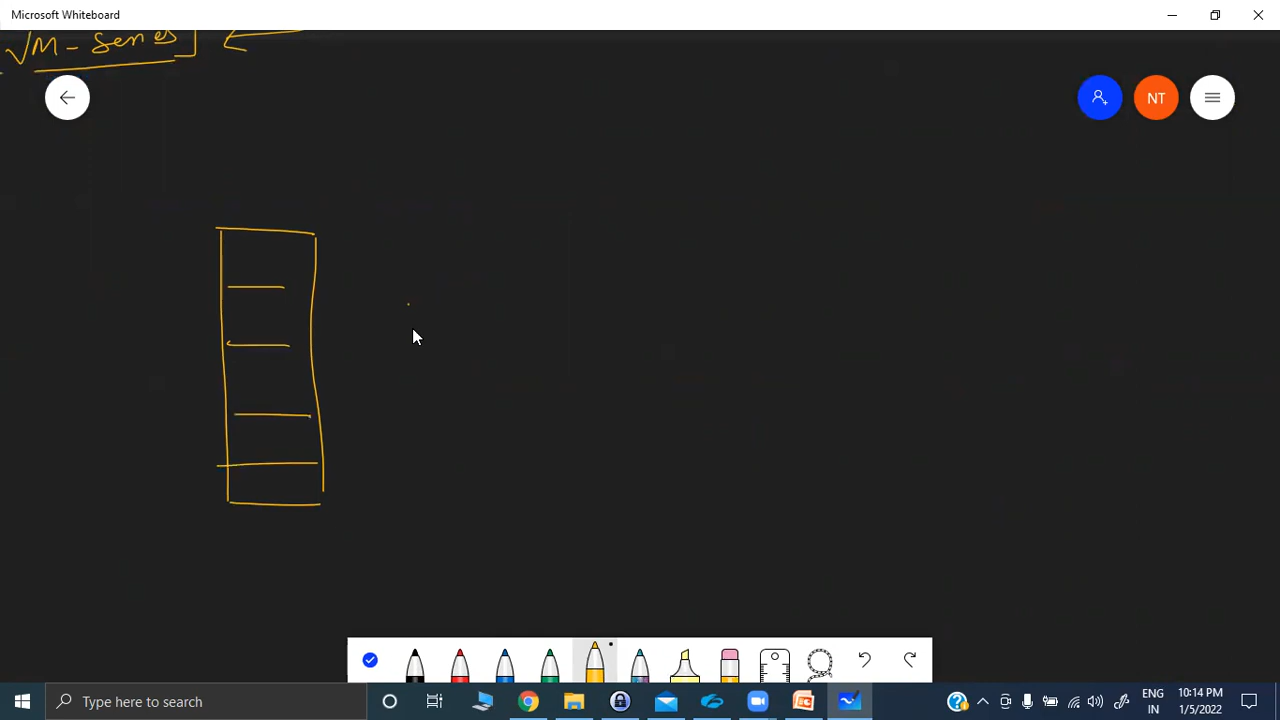 Microsoft Whiteboard
VM-Series]
NT
Type here to search
ENG
IN
10:14 PM
1/5/2022